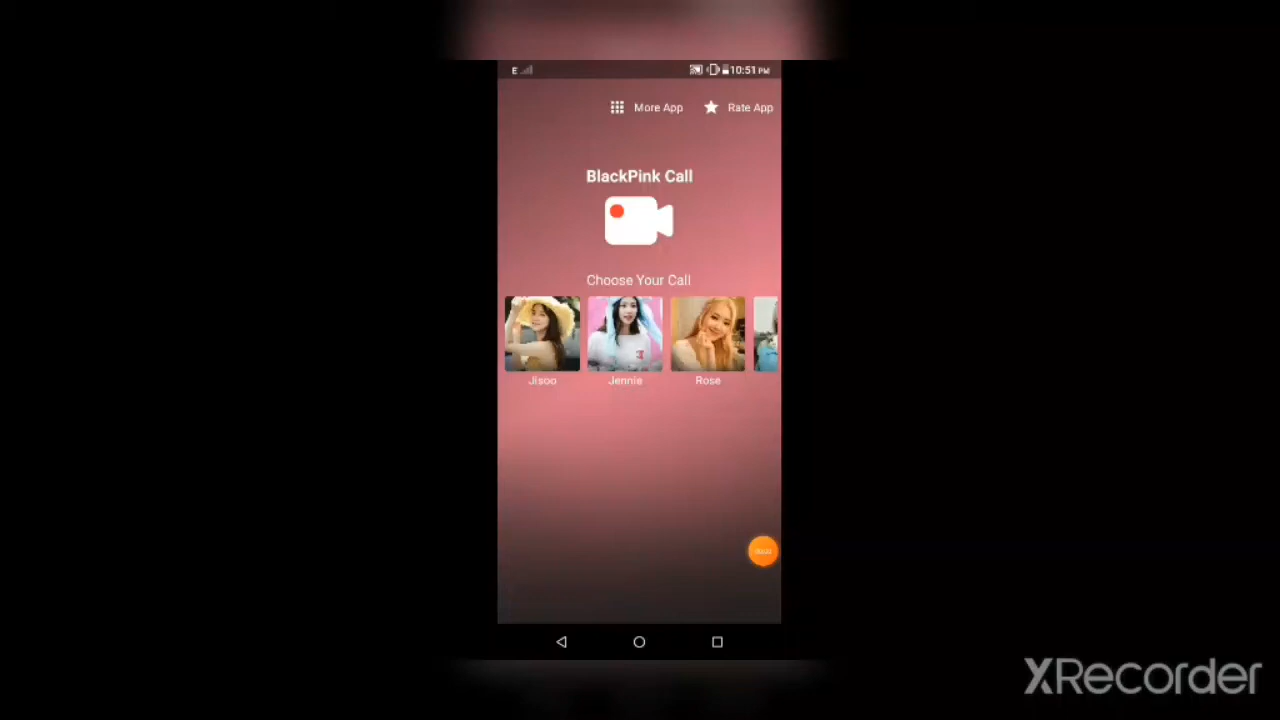 E
10:51 PM
More App
Rate App
BlackPink Call
Choose Your Call
Jisoo
Jennie
Rose
XRecorder